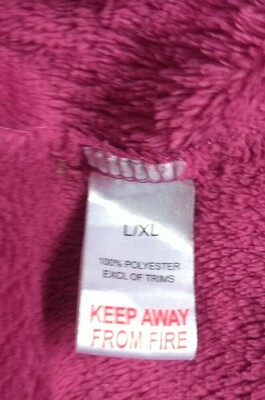 L/XL
100% POLYESTER
EXCL OF TRIMS
KEEP AWAY
FROM FIRE